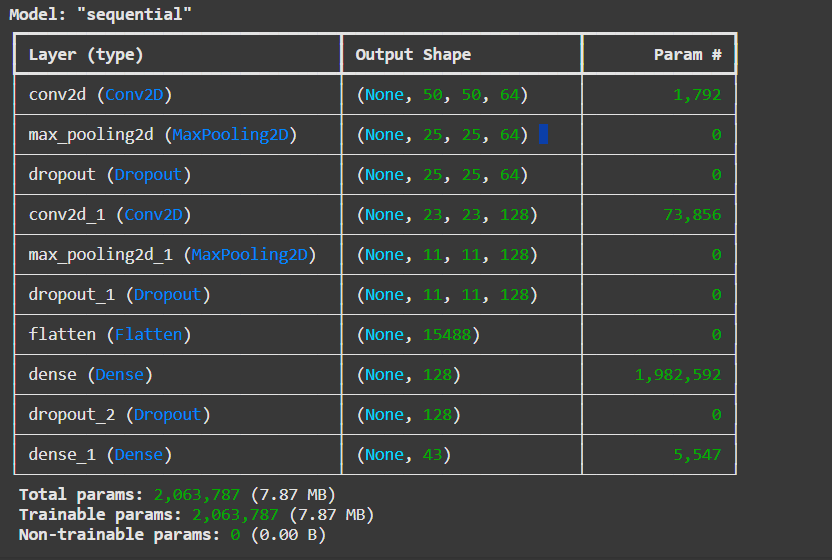 Model: "sequential"
Layer (type) Output Shape Param #
conv2d (Conv2D) (None, 50, 50, 64) 1,792
max_pooling2d (MaxPooling2D) (None, 25, 25, 64) 0
dropout (Dropout) (None, 25, 25, 64) 0
conv2d_1 (Conv2D) (None, 23, 23, 128) 73,856
max_pooling2d_1 (MaxPooling2D) (None, 11, 11, 128) 0
dropout_1 (Dropout) (None, 11, 11, 128) 0
flatten (Flatten) (None, 15488) 0
dense (Dense) (None, 128) 1,982,592
dropout_2 (Dropout) (None, 128) 0
dense_1 (Dense) (None, 43) 5,547
Total params: 2,063,787 (7.87 MB)
Trainable params: 2,063,787 (7.87 MB)
Non-trainable params: 0 (0.00 B)